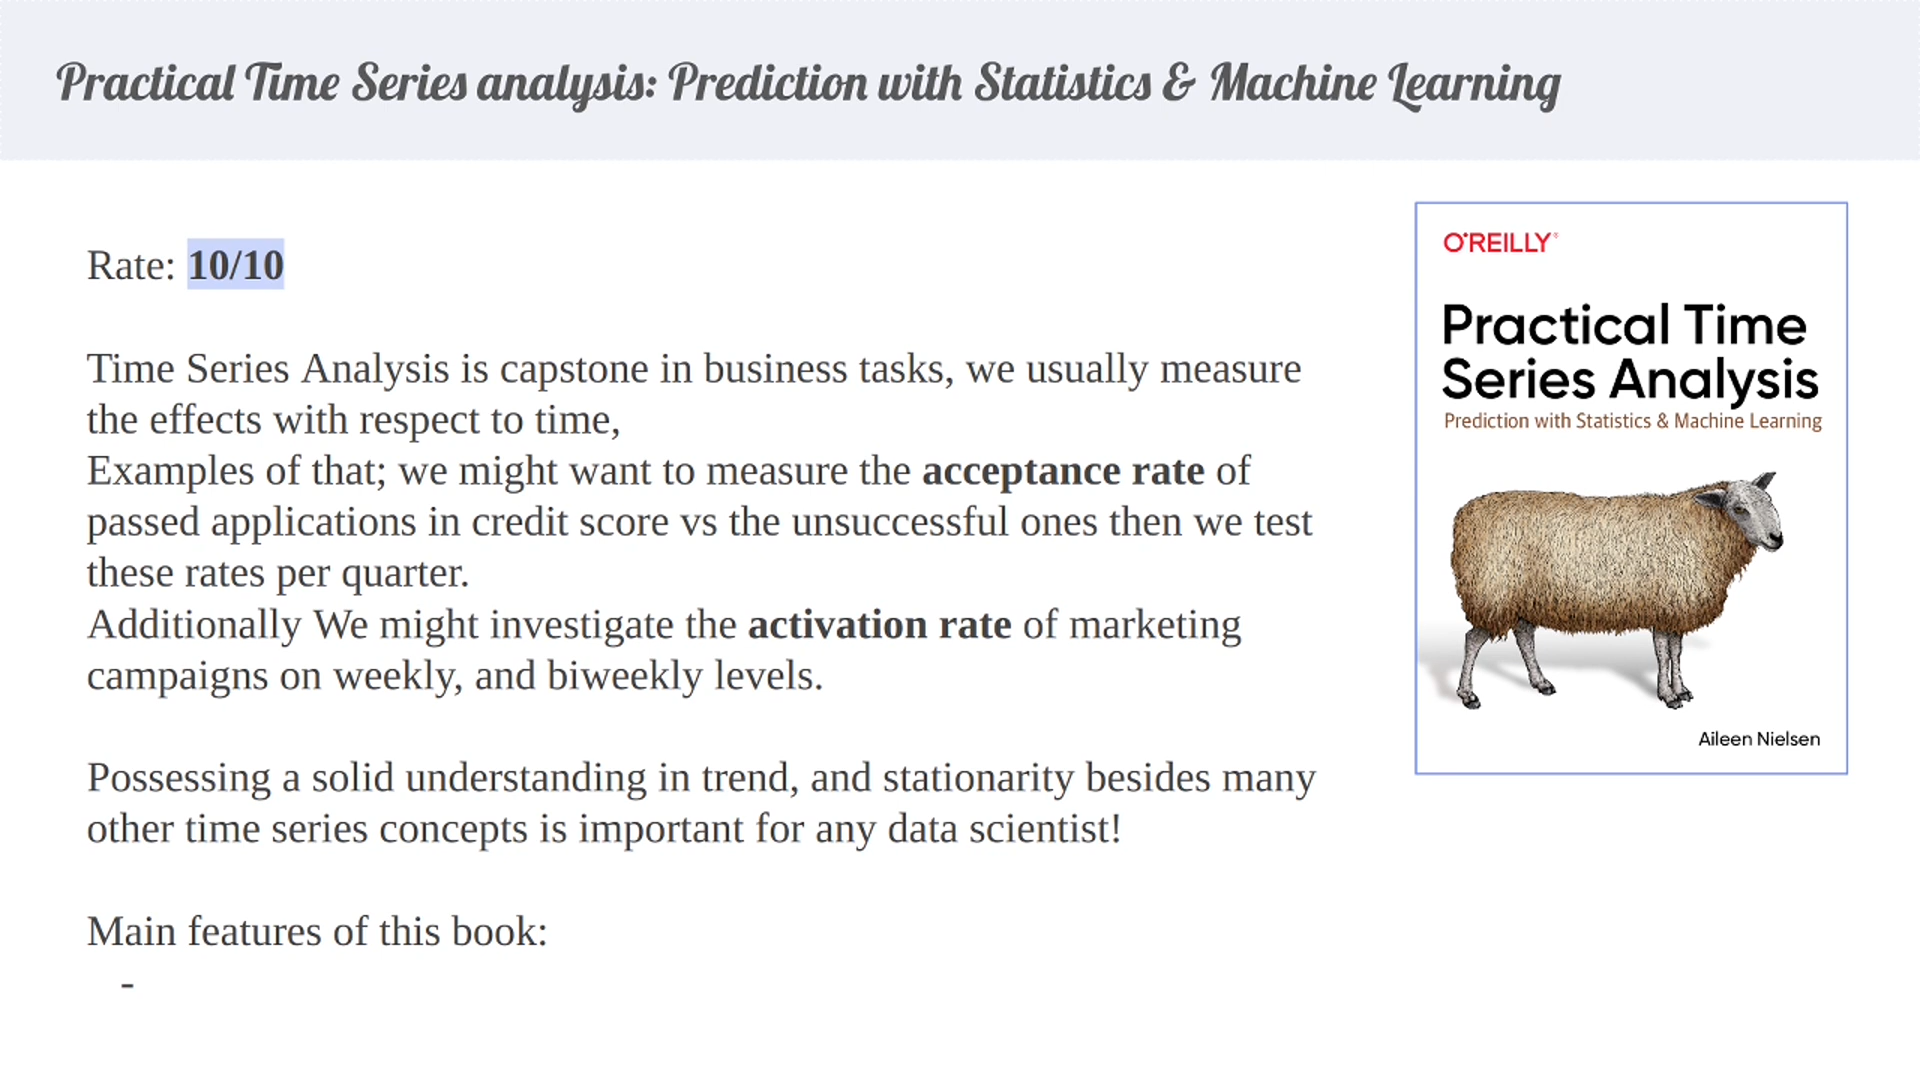 Practical Time Series analysis: Prediction with Statistics & Machine Learning
Rate: 10/10
Time Series Analysis is capstone in business tasks, we usually measure
the effects with respect to time,
Examples of that; we might want to measure the acceptance rate of
passed applications in credit score vs the unsuccessful ones then we test
these rates per quarter.
Additionally We might investigate the activation rate of marketing
campaigns on weekly, and biweekly levels.
Possessing a solid understanding in trend, and stationarity besides many
other time series concepts is important for any data scientist!
Main features of this book:
-
O'REILLY®
Practical Time
Series Analysis
Prediction with Statistics & Machine Learning
Aileen Nielsen